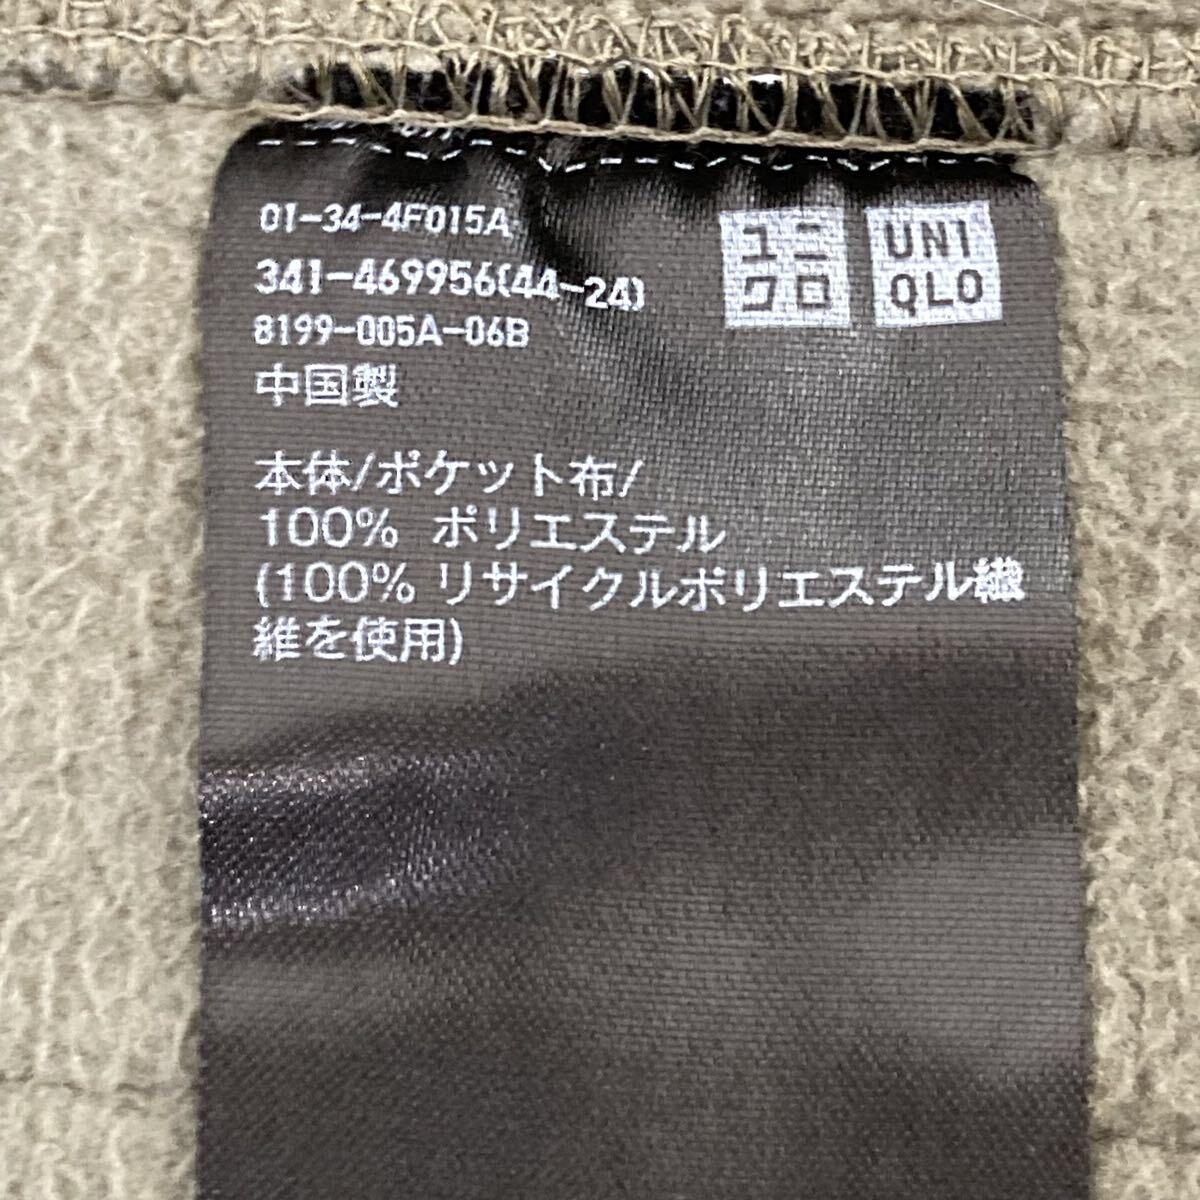 01-34-4F015A
341-469956(44-24)
8199-005A-06B
中国製
ユニ
クロ
UNI
QLO
本体/ポケット布/
100% ポリエステル
(100% リサイクルポリエステル繊
維を使用)